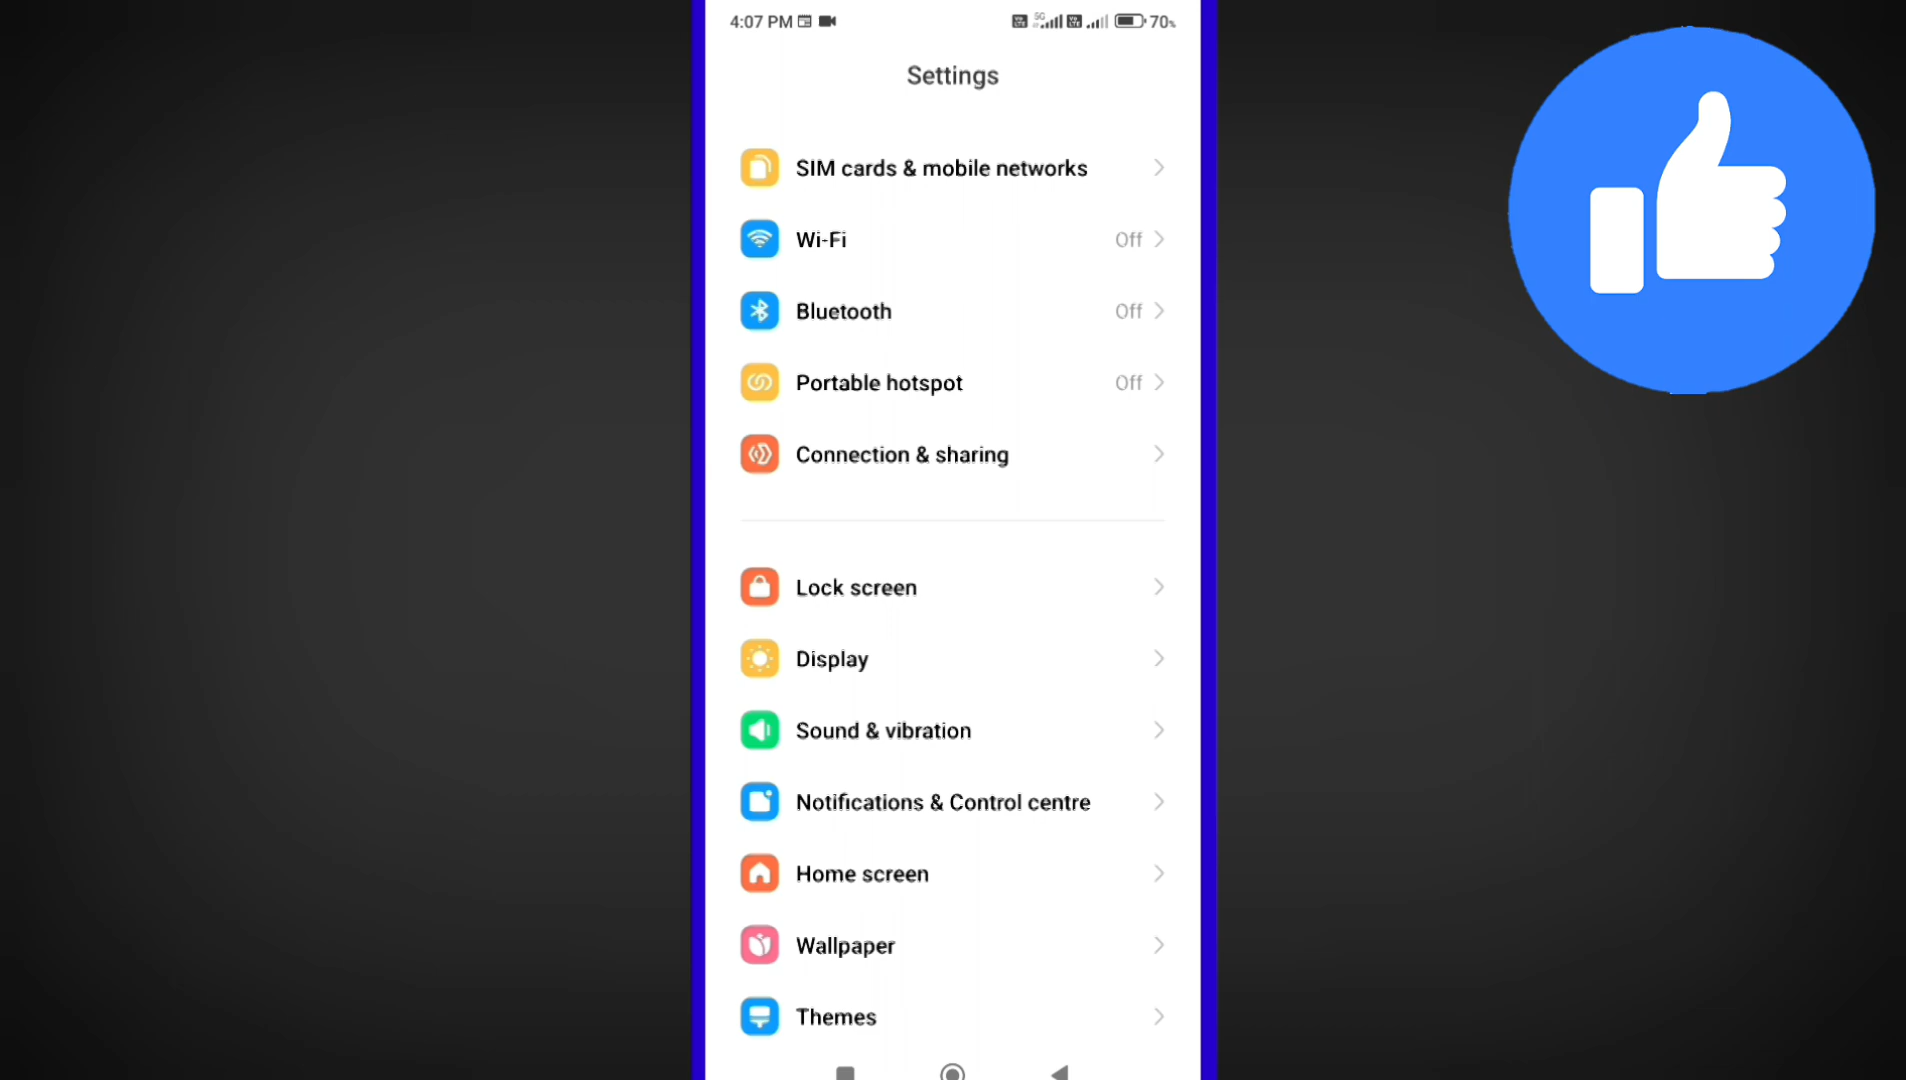 4:07 PM 70%
Settings
SIM cards & mobile networks
Wi-Fi Off
Bluetooth Off
Portable hotspot Off
Connection & sharing
Lock screen
Display
Sound & vibration
Notifications & Control centre
Home screen
Wallpaper
Themes